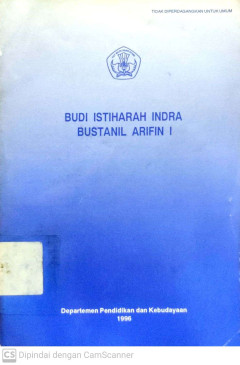 TIDAK DIPERDAGANGKAN UNTUK UMUM
BUDI ISTIHARAH INDRA
BUSTANIL ARIFIN I
Departemen Pendidikan dan Kebudayaan
1996
CS Dipindai dengan CamScanner